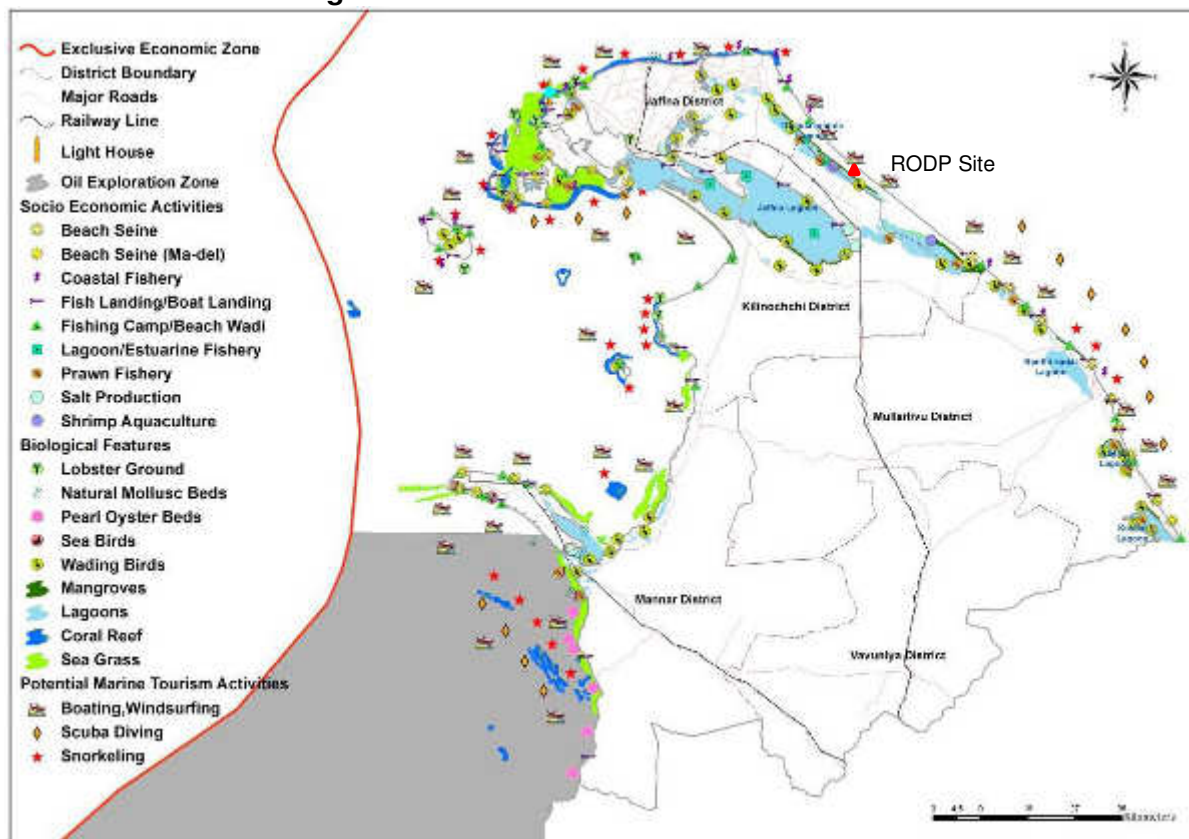 Exclusive Economic Zone
District Boundary
Major Roads
Railway Line
Light House
Oil Exploration Zone
Socio Economic Activities
Beach Seine
Beach Seine (Ma-del)
Coastal Fishery
Fish Landing/Boat Landing
Fishing Camp/Beach Wadi
Lagoon/Estuarine Fishery
Prawn Fishery
Salt Production
Shrimp Aquaculture
Biological Features
Lobster Ground
Natural Mollusc Beds
Pearl Oyster Beds
Sea Birds
Wading Birds
Mangroves
Lagoons
Coral Reef
Sea Grass
Potential Marine Tourism Activities
Boating,Windsurfing
Scuba Diving
Snorkeling
Jaffna District
RODP Site
Jaffna Lagoon
Kilinochchi District
Lagoon
Mullaitivu District
Mannar District
Vavuniya District
Kilometers